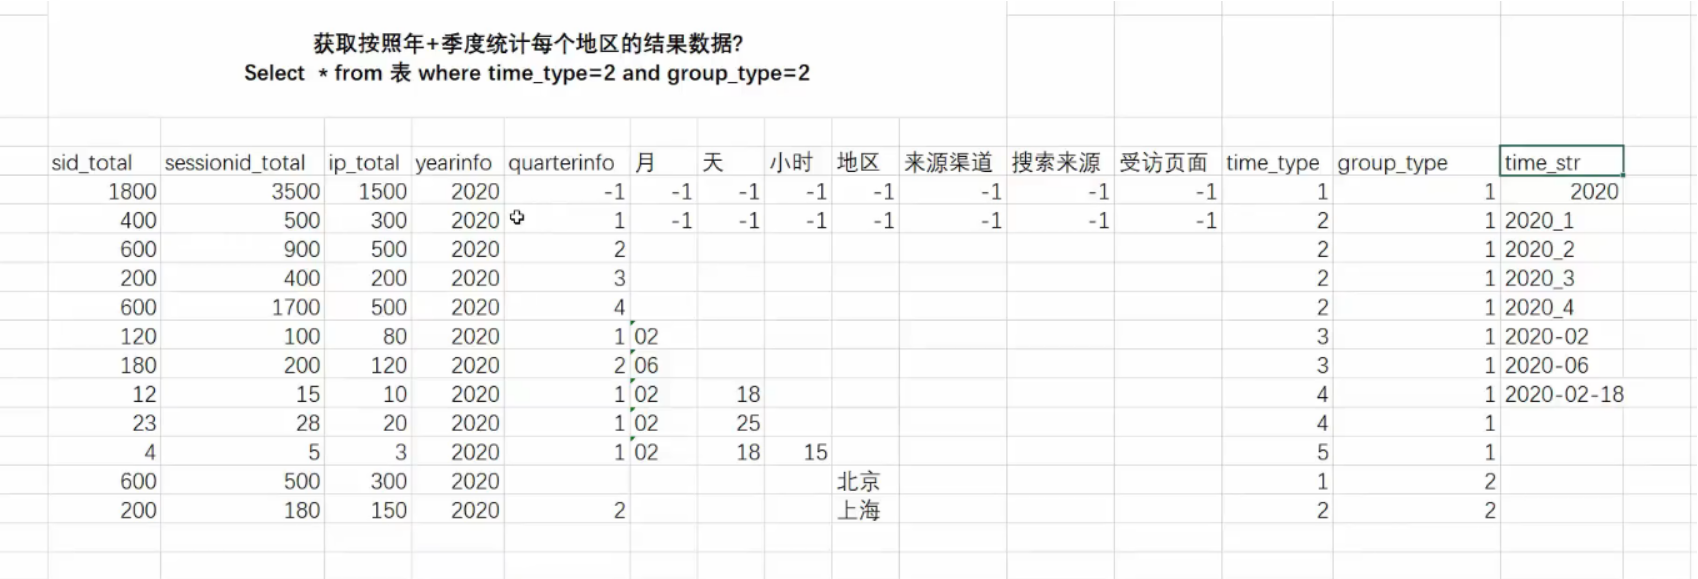 获取按照年+季度统计每个地区的结果数据?
Select * from 表 where time_type=2 and group_type=2
sid_total sessionid_total ip_total yearinfo quarterinfo 月 天 小时 地区 来源渠道 搜索来源 受访页面 time_type group_type time_str
1800 3500 1500 2020 -1 -1 -1 -1 -1 -1 -1 -1 1 1 2020
400 500 300 2020 1 -1 -1 -1 -1 -1 -1 -1 2 1 2020_1
600 900 500 2020 2 2 1 2020_2
200 400 200 2020 3 2 1 2020_3
600 1700 500 2020 4 2 1 2020_4
120 100 80 2020 1 02 3 1 2020-02
180 200 120 2020 2 06 3 1 2020-06
12 15 10 2020 1 02 18 4 1 2020-02-18
23 28 20 2020 1 02 25 4 1
4 5 3 2020 1 02 18 15 5 1
600 500 300 2020 北京 1 2
200 180 150 2020 2 上海 2 2